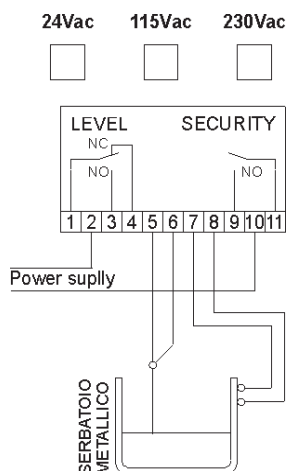 24Vac 115Vac 230Vac
LEVEL SECURITY
NC
NO NO
1 2 3 4 5 6 7 8 9 10 11
Power suplly
SERBATOIO
METALLICO